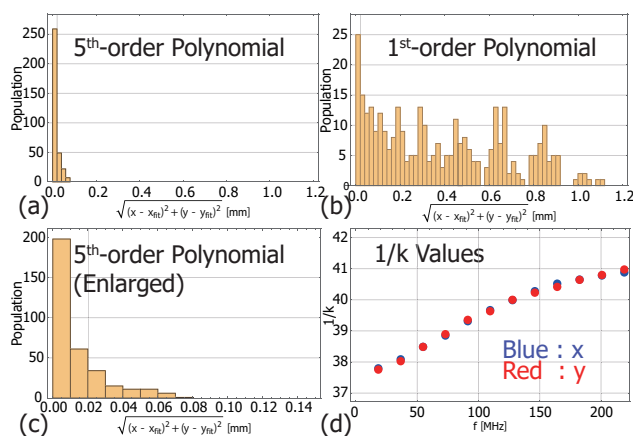 5th-order Polynomial
Population
250
200
150
100
50
0
0.0 0.2 0.4 0.6 0.8 1.0 1.2
(a)
√(x - xfit)²+(y - yfit)² [mm]
1st-order Polynomial
Population
25
20
15
10
5
0
0.0 0.2 0.4 0.6 0.8 1.0 1.2
(b)
√(x - xfit)²+(y - yfit)² [mm]
5th-order Polynomial
(Enlarged)
Population
200
150
100
50
0
0.00 0.02 0.04 0.06 0.08 0.10 0.12 0.14
(c)
√(x - xfit)²+(y - yfit)² [mm]
1/k Values
1/k
42
41
40
39
38
37
Blue : x
Red : y
0 50 100 150 200
(d)
f [MHz]